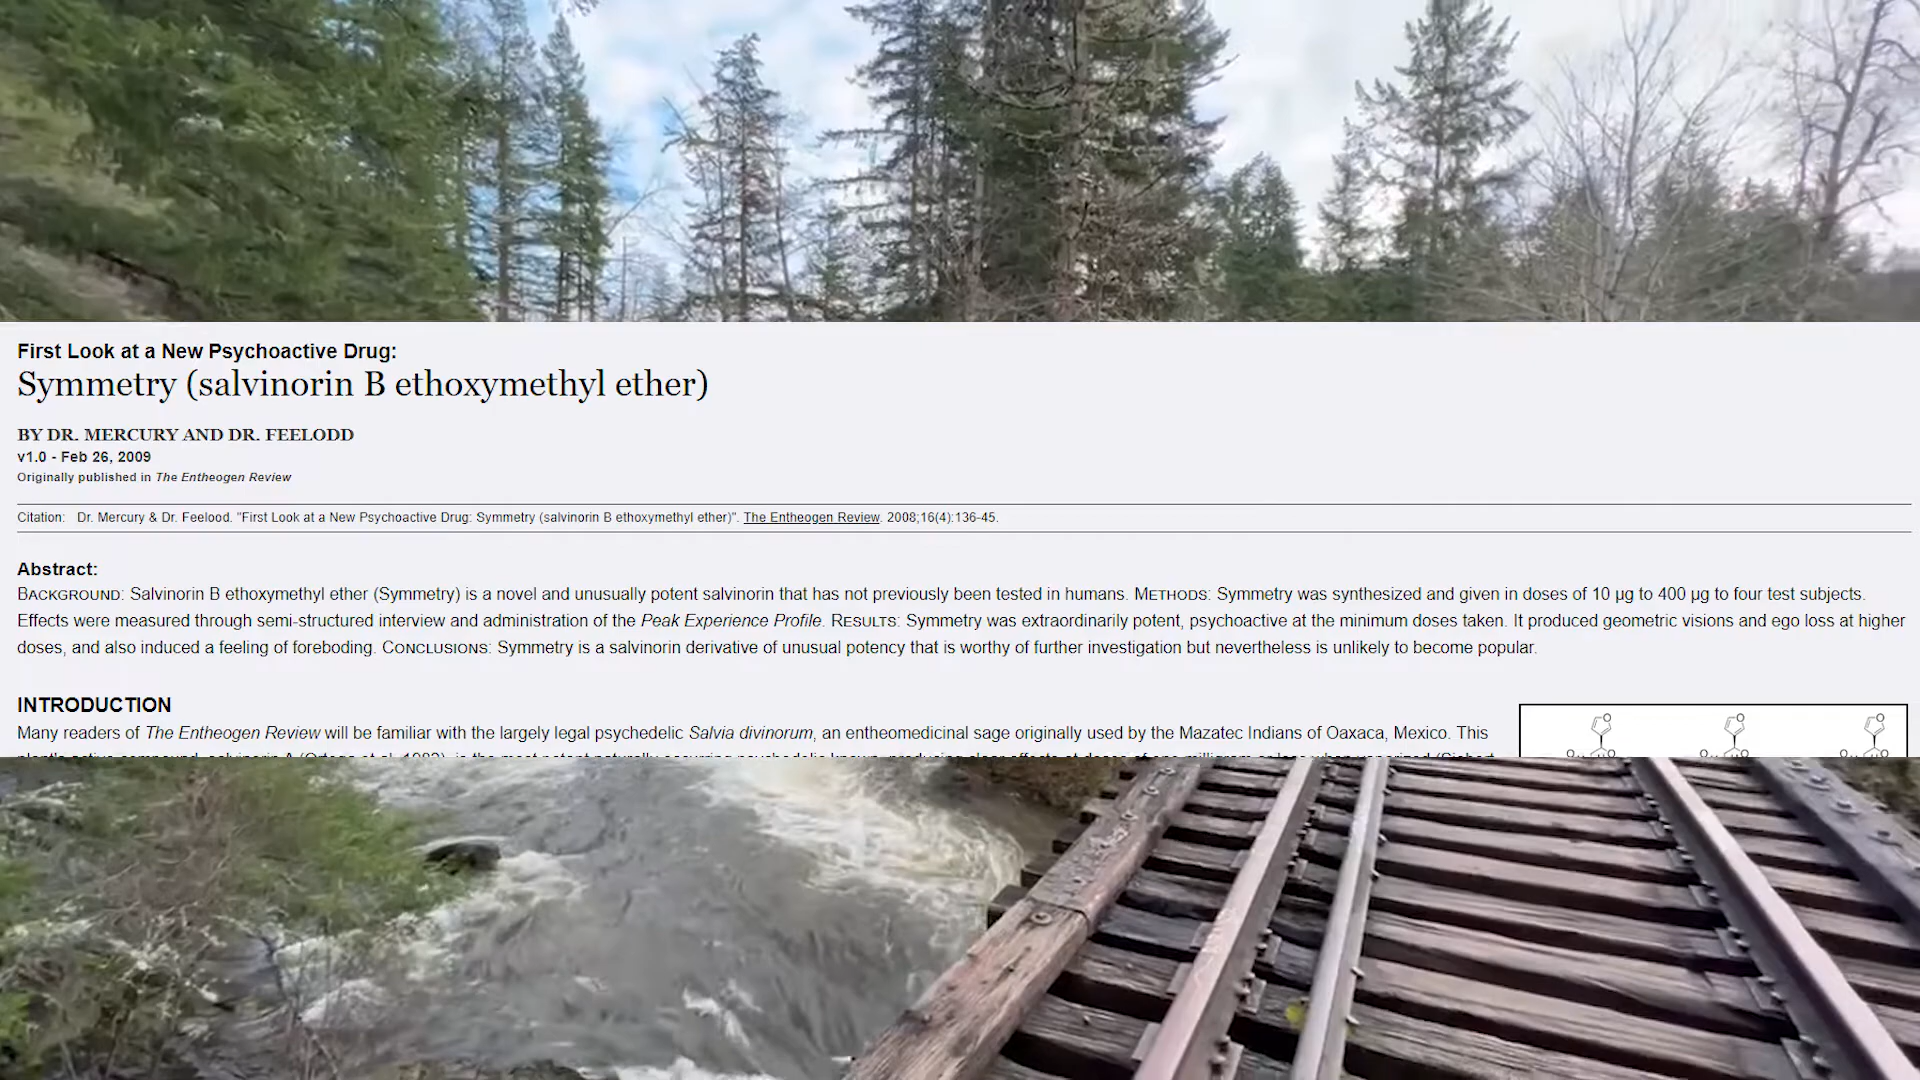 First Look at a New Psychoactive Drug:
Symmetry (salvinorin B ethoxymethyl ether)
BY DR. MERCURY AND DR. FEELODD
v1.0 - Feb 26, 2009
Originally published in The Entheogen Review
Citation: Dr. Mercury & Dr. Feelood. "First Look at a New Psychoactive Drug: Symmetry (salvinorin B ethoxymethyl ether)". The Entheogen Review. 2008;16(4):136-45.
Abstract:
BACKGROUND: Salvinorin B ethoxymethyl ether (Symmetry) is a novel and unusually potent salvinorin that has not previously been tested in humans. METHODS: Symmetry was synthesized and given in doses of 10 µg to 400 µg to four test subjects.
Effects were measured through semi-structured interview and administration of the Peak Experience Profile. RESULTS: Symmetry was extraordinarily potent, psychoactive at the minimum doses taken. It produced geometric visions and ego loss at higher
doses, and also induced a feeling of foreboding. CONCLUSIONS: Symmetry is a salvinorin derivative of unusual potency that is worthy of further investigation but nevertheless is unlikely to become popular.
INTRODUCTION
Many readers of The Entheogen Review will be familiar with the largely legal psychedelic Salvia divinorum, an entheomedicinal sage originally used by the Mazatec Indians of Oaxaca, Mexico. This